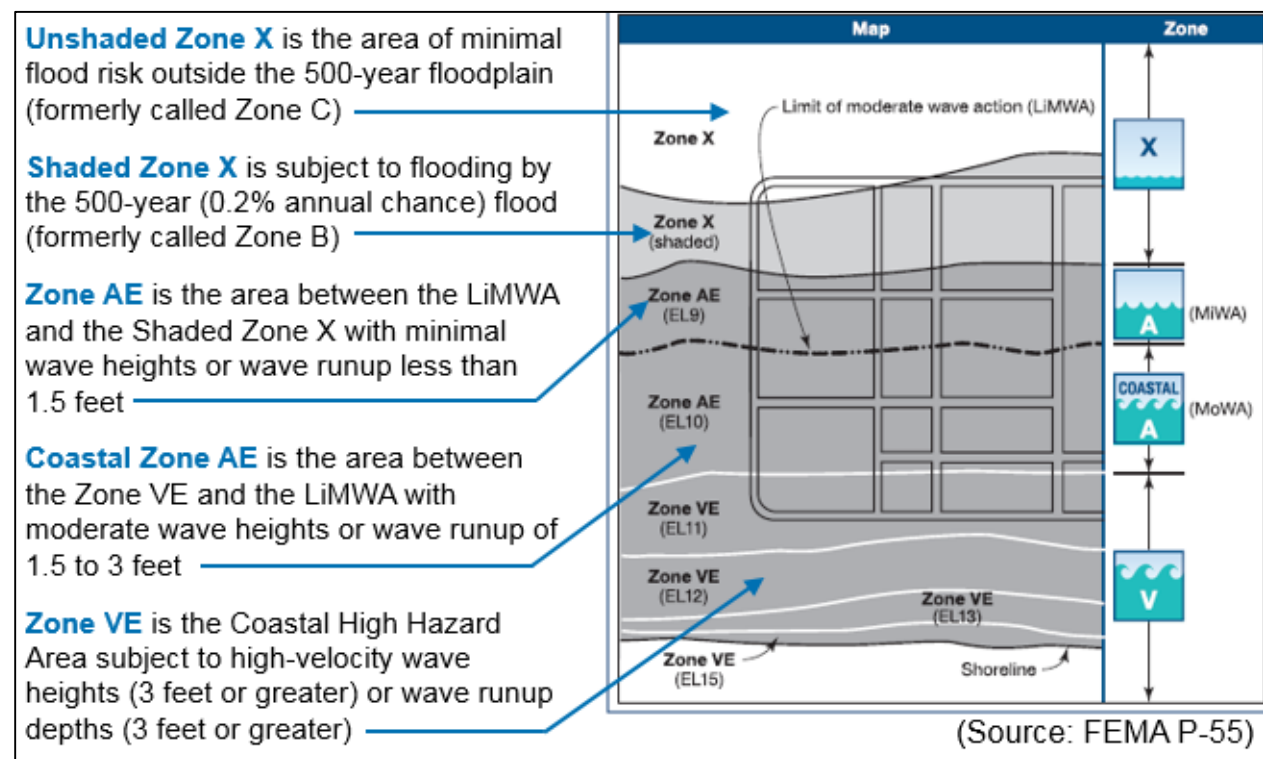 Unshaded Zone X is the area of minimal
flood risk outside the 500-year floodplain
(formerly called Zone C)
Shaded Zone X is subject to flooding by
the 500-year (0.2% annual chance) flood
(formerly called Zone B)
Zone AE is the area between the LiMWA
and the Shaded Zone X with minimal
wave heights or wave runup less than
1.5 feet
Coastal Zone AE is the area between
the Zone VE and the LiMWA with
moderate wave heights or wave runup of
1.5 to 3 feet
Zone VE is the Coastal High Hazard
Area subject to high-velocity wave
heights (3 feet or greater) or wave runup
depths (3 feet or greater)
Map
Zone
Limit of moderate wave action (LiMWA)
Zone X
X
Zone X
(shaded)
Zone AE
(EL9)
A
(MiWA)
Zone AE
(EL10)
COASTAL
A
(MoWA)
Zone VE
(EL11)
Zone VE
(EL12)
Zone VE
(EL13)
V
Zone VE
(EL15)
Shoreline
(Source: FEMA P-55)